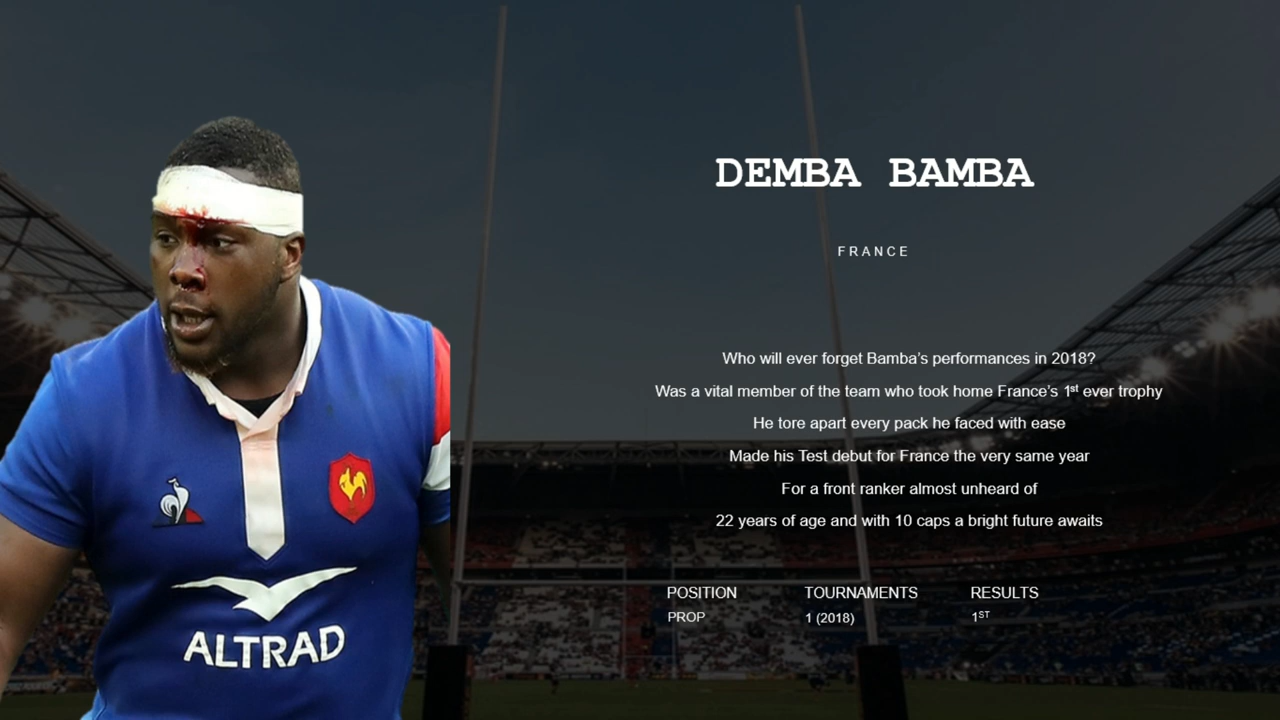 DEMBA BAMBA
FRANCE
Who will ever forget Bamba’s performances in 2018?
Was a vital member of the team who took home France’s 1st ever trophy
He tore apart every pack he faced with ease
Made his Test debut for France the very same year
For a front ranker almost unheard of
22 years of age and with 10 caps a bright future awaits
POSITION TOURNAMENTS RESULTS
PROP 1 (2018) 1ST
ALTRAD